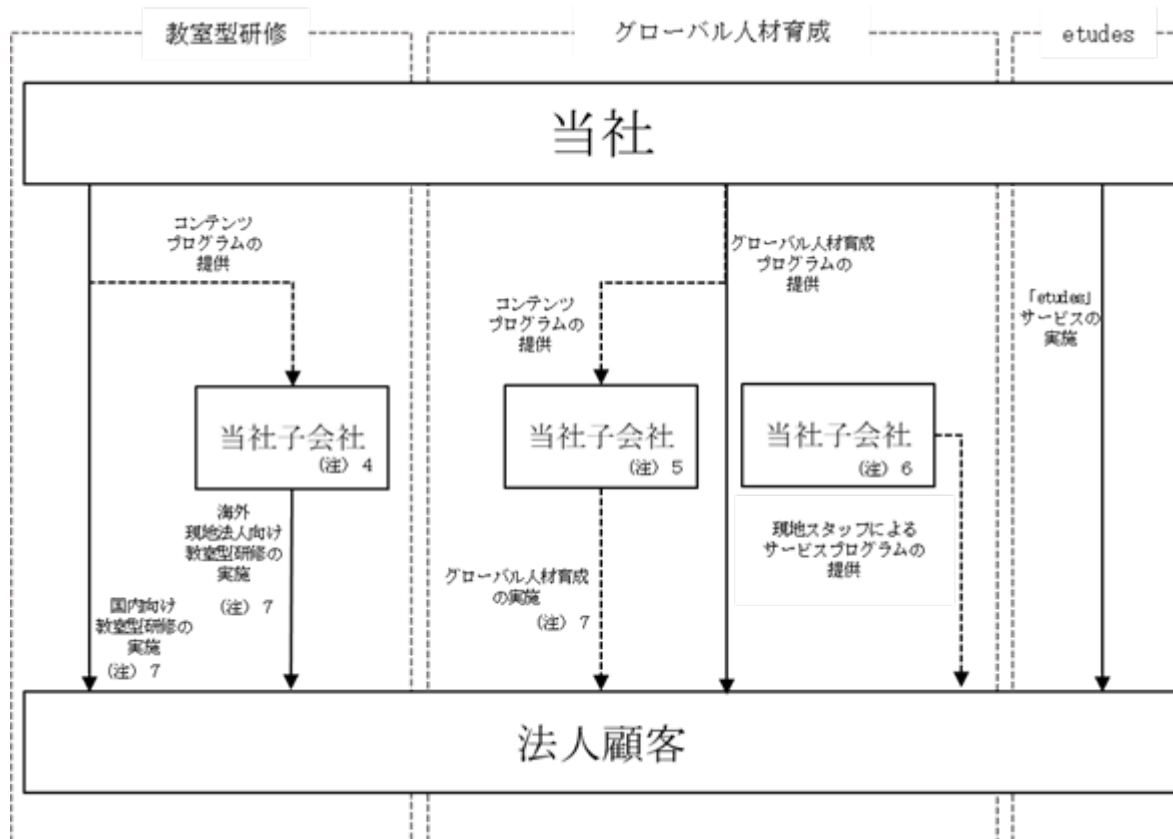 教室型研修
グローバル人材育成
etudes
当社
コンテンツ
プログラムの
提供
グローバル人材育成
プログラムの
提供
コンテンツ
プログラムの
提供
「etudes」
サービスの
実施
当社子会社
(注) 4
当社子会社
(注) 5
当社子会社
(注) 6
海外
現地法人向け
教室型研修の
実施
(注) 7
現地スタッフによる
サービスプログラムの
提供
グローバル人材育成
の実施
(注) 7
国内向け
教室型研修の
実施
(注) 7
法人顧客